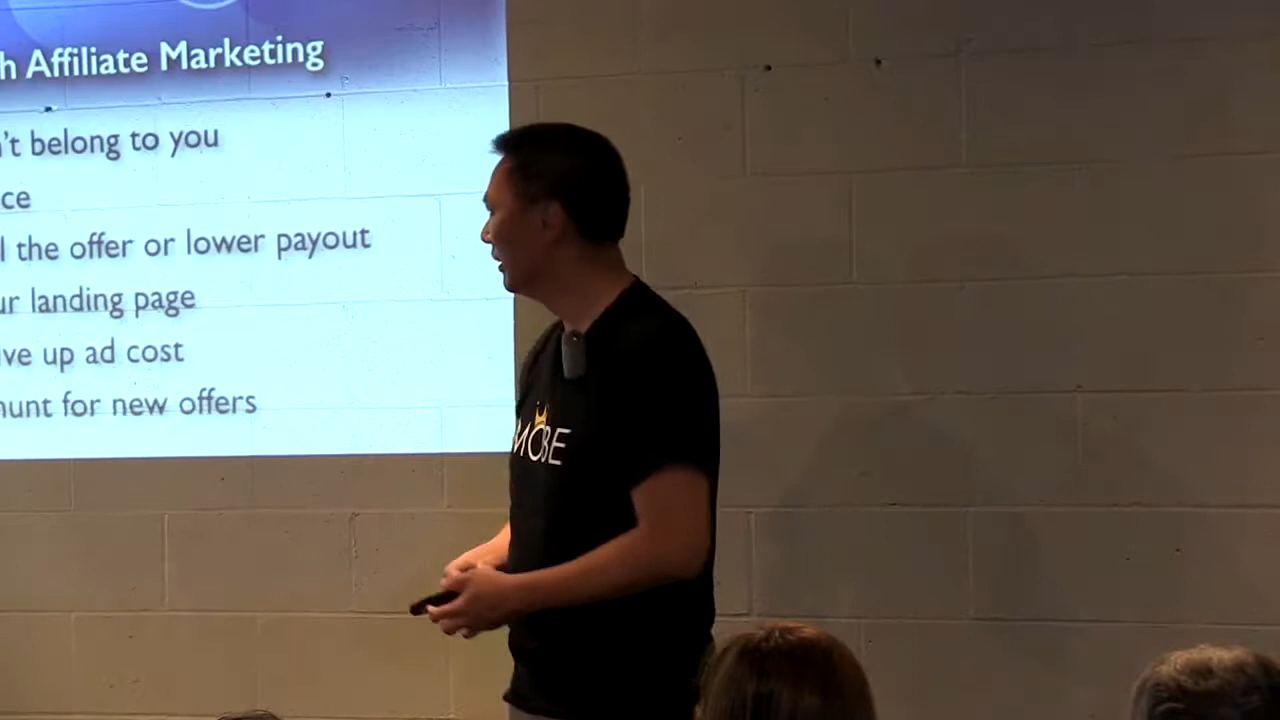 h Affiliate Marketing
't belong to you
ce
l the offer or lower payout
ur landing page
ive up ad cost
hunt for new offers
MOBE